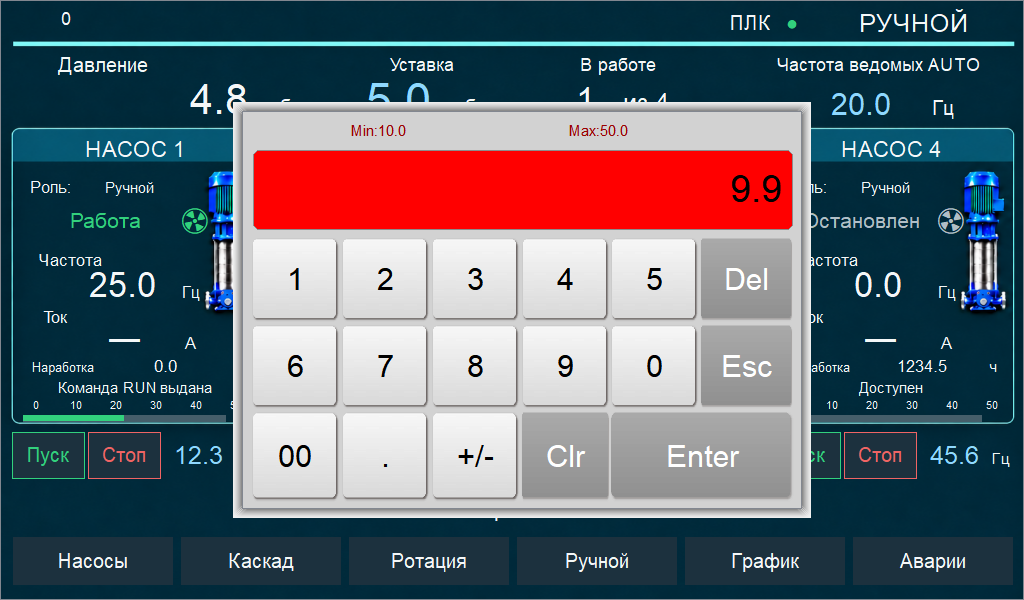 0 ПЛК РУЧНОЙ
Давление Уставка В работе Частота ведомых AUTO
4.8 5.0 1 из 4 20.0 Гц
Min:10.0 Max:50.0
9.9
1 2 3 4 5 Del
6 7 8 9 0 Esc
00 . +/- Clr Enter
НАСОС 1
Роль: Ручной
Работа
Частота
25.0 Гц
Ток
— А
Наработка 0.0
Команда RUN выдана
0 10 20 30 40
Пуск Стоп 12.3
НАСОС 4
Ручной
Остановлен
0.0 Гц
— А
1234.5 ч
Доступен
10 20 30 40 50
Стоп 45.6 Гц
Насосы Каскад Ротация Ручной График Аварии